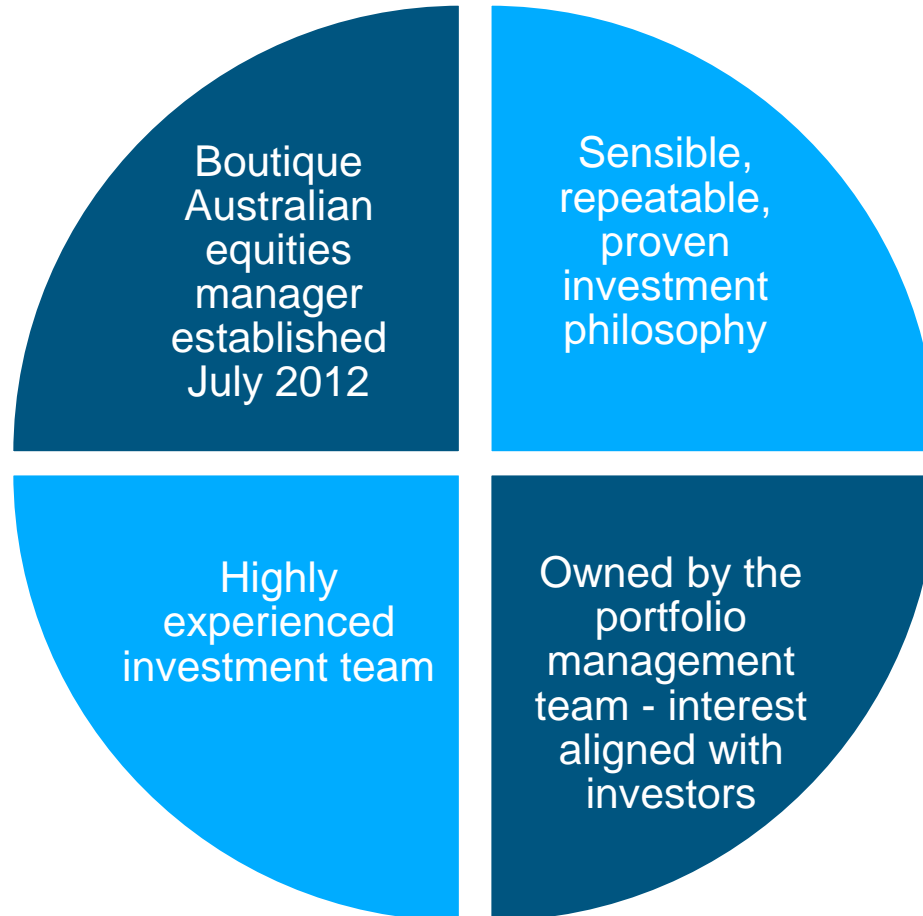 Boutique
Australian
equities
manager
established
July 2012
Sensible,
repeatable,
proven
investment
philosophy
Highly
experienced
investment team
Owned by the
portfolio
management
team - interest
aligned with
investors